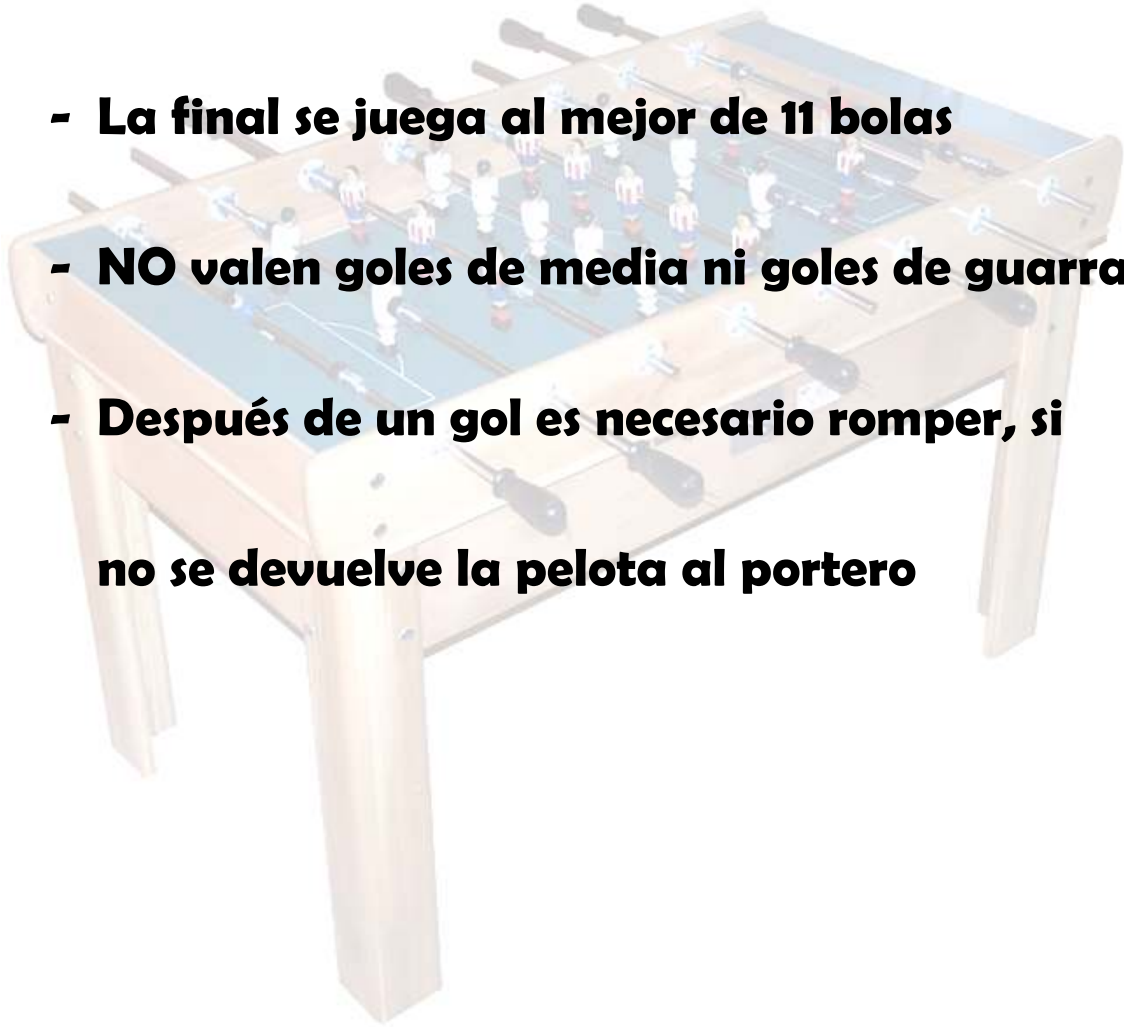 - La final se juega al mejor de 11 bolas
- NO valen goles de media ni goles de guarra
- Después de un gol es necesario romper, si
no se devuelve la pelota al portero